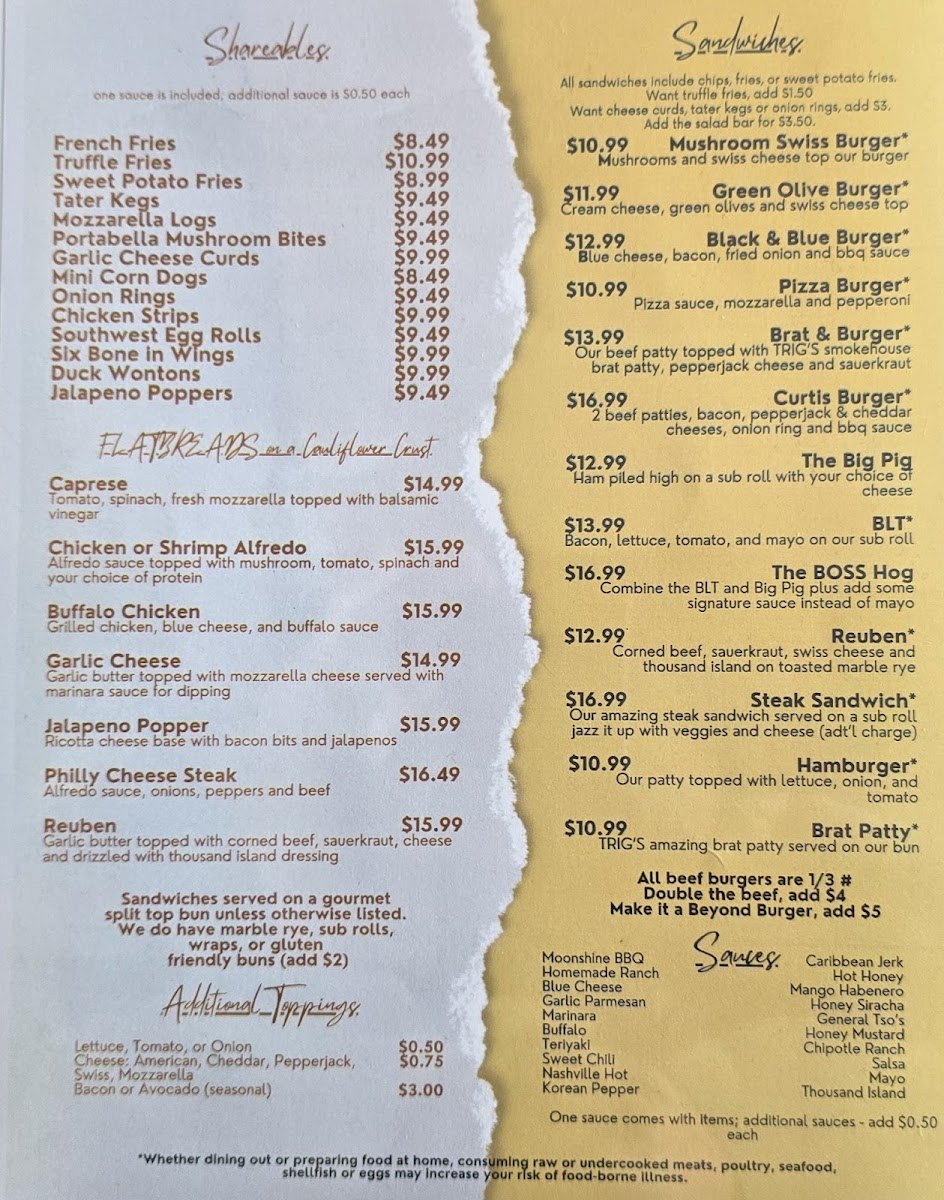 Shareables
one sauce is included; additional sauce is $0.50 each
French Fries $8.49
Truffle Fries $10.99
Sweet Potato Fries $8.99
Tater Kegs $9.49
Mozzarella Logs $9.49
Portabella Mushroom Bites $9.49
Garlic Cheese Curds $9.99
Mini Corn Dogs $8.49
Onion Rings $9.49
Chicken Strips $9.99
Southwest Egg Rolls $9.49
Six Bone in Wings $9.99
Duck Wontons $9.99
Jalapeno Poppers $9.49
FLATBREADS on a Cauliflower Crust
Caprese $14.99
Tomato, spinach, fresh mozzarella topped with balsamic
vinegar
Chicken or Shrimp Alfredo $15.99
Alfredo sauce topped with mushroom, tomato, spinach and
your choice of protein
Buffalo Chicken $15.99
Grilled chicken, blue cheese, and buffalo sauce
Garlic Cheese $14.99
Garlic butter topped with mozzarella cheese served with
marinara sauce for dipping
Jalapeno Popper $15.99
Ricotta cheese base with bacon bits and jalapenos
Philly Cheese Steak $16.49
Alfredo sauce, onions, peppers and beef
Reuben $15.99
Garlic butter topped with corned beef, sauerkraut, cheese
and drizzled with thousand island dressing
Sandwiches served on a gourmet
split top bun unless otherwise listed.
We do have marble rye, sub rolls,
wraps, or gluten
friendly buns (add $2)
Additional Toppings
Lettuce, Tomato, or Onion $0.50
Cheese: American, Cheddar, Pepperjack, $0.75
Swiss, Mozzarella
Bacon or Avocado (seasonal) $3.00
Sandwiches
All sandwiches include chips, fries, or sweet potato fries.
Want truffle fries, add $1.50
Want cheese curds, tater kegs or onion rings, add $3.
Add the salad bar for $3.50.
$10.99 Mushroom Swiss Burger*
Mushrooms and swiss cheese top our burger
$11.99 Green Olive Burger*
Cream cheese, green olives and swiss cheese top
$12.99 Black & Blue Burger*
Blue cheese, bacon, fried onion and bbq sauce
$10.99 Pizza Burger*
Pizza sauce, mozzarella and pepperoni
$13.99 Brat & Burger*
Our beef patty topped with TRIG'S smokehouse
brat patty, pepperjack cheese and sauerkraut
$16.99 Curtis Burger*
2 beef patties, bacon, pepperjack & cheddar
cheeses, onion ring and bbq sauce
$12.99 The Big Pig
Ham piled high on a sub roll with your choice of
cheese
$13.99 BLT*
Bacon, lettuce, tomato, and mayo on our sub roll
$16.99 The BOSS Hog
Combine the BLT and Big Pig plus add some
signature sauce instead of mayo
$12.99 Reuben*
Corned beef, sauerkraut, swiss cheese and
thousand island on toasted marble rye
$16.99 Steak Sandwich*
Our amazing steak sandwich served on a sub roll
jazz it up with veggies and cheese (adt'l charge)
$10.99 Hamburger*
Our patty topped with lettuce, onion, and
tomato
$10.99 Brat Patty*
TRIG'S amazing brat patty served on our bun
All beef burgers are 1/3 #
Double the beef, add $4
Make it a Beyond Burger, add $5
Sauces
Moonshine BBQ
Homemade Ranch
Blue Cheese
Garlic Parmesan
Marinara
Buffalo
Teriyaki
Sweet Chili
Nashville Hot
Korean Pepper
Caribbean Jerk
Hot Honey
Mango Habenero
Honey Siracha
General Tso's
Honey Mustard
Chipotle Ranch
Salsa
Mayo
Thousand Island
One sauce comes with items; additional sauces - add $0.50
each
*Whether dining out or preparing food at home, consuming raw or undercooked meats, poultry, seafood,
shellfish or eggs may increase your risk of food-borne illness.